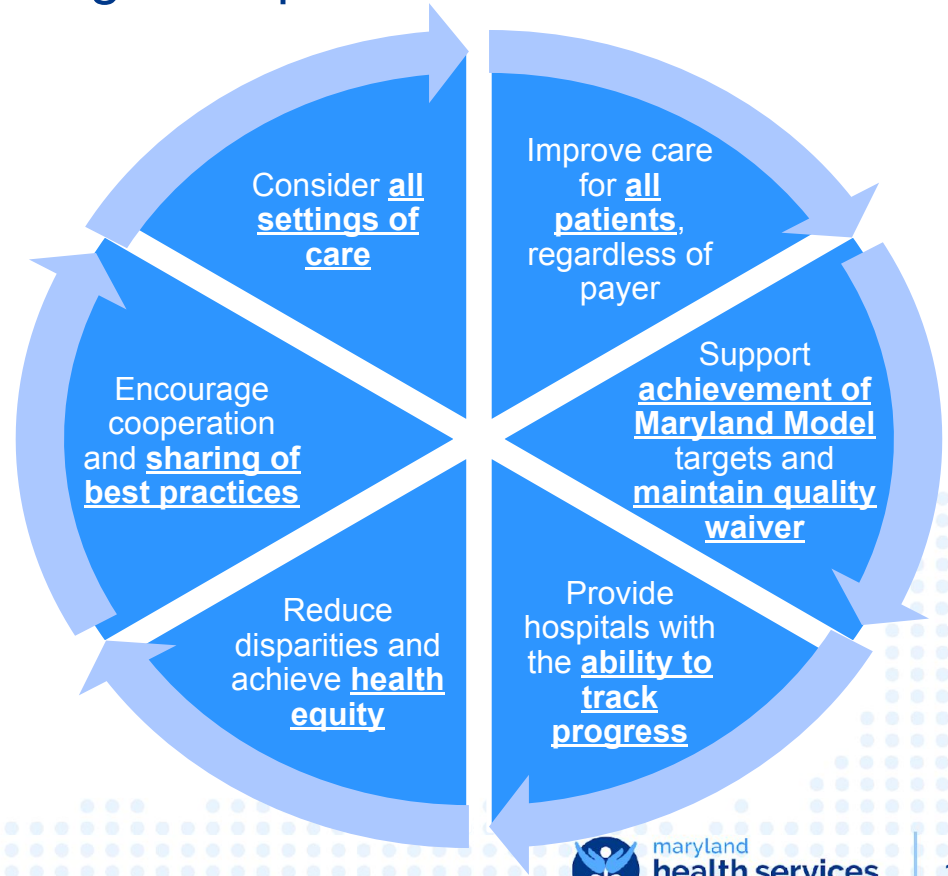 Improve care
for all
patients,
regardless of
payer
Support
achievement of
Maryland Model
targets and
maintain quality
waiver
Provide
hospitals with
the ability to
track
progress
Reduce
disparities and
achieve health
equity
Encourage
cooperation
and sharing of
best practices
Consider all
settings of
care
maryland
health services